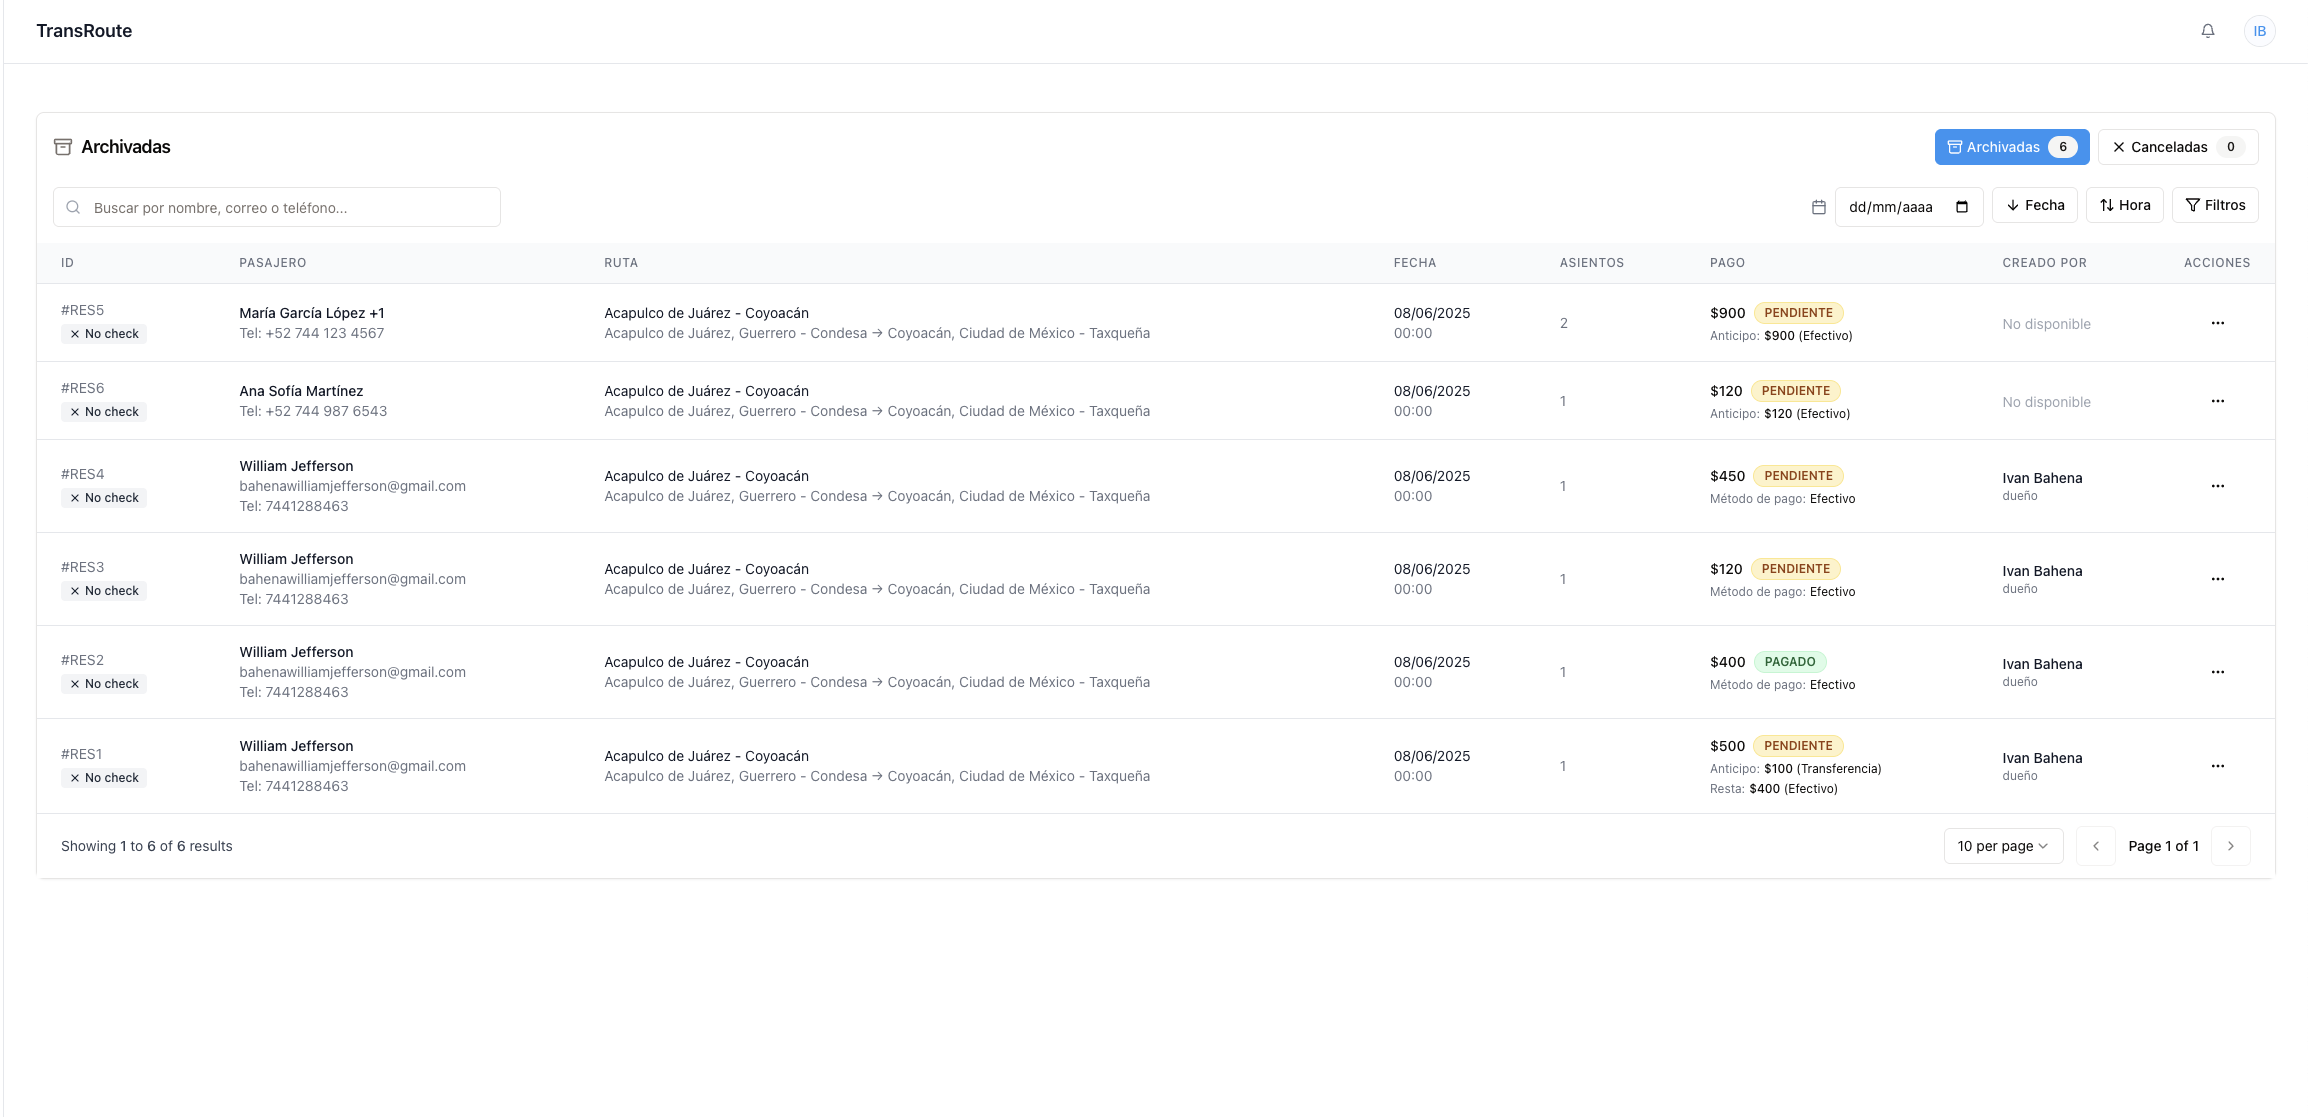 TransRoute
IB
Archivadas
Archivadas 6
Canceladas 0
Buscar por nombre, correo o teléfono...
dd/mm/aaaa
Fecha
Hora
Filtros
ID PASAJERO RUTA FECHA ASIENTOS PAGO CREADO POR ACCIONES
#RES5
No check
María García López +1
Tel: +52 744 123 4567
Acapulco de Juárez - Coyoacán
Acapulco de Juárez, Guerrero - Condesa → Coyoacán, Ciudad de México - Taxqueña
08/06/2025
00:00
2
$900 PENDIENTE
Anticipo: $900 (Efectivo)
No disponible
#RES6
No check
Ana Sofía Martínez
Tel: +52 744 987 6543
Acapulco de Juárez - Coyoacán
Acapulco de Juárez, Guerrero - Condesa → Coyoacán, Ciudad de México - Taxqueña
08/06/2025
00:00
1
$120 PENDIENTE
Anticipo: $120 (Efectivo)
No disponible
#RES4
No check
William Jefferson
bahenawilliamjefferson@gmail.com
Tel: 7441288463
Acapulco de Juárez - Coyoacán
Acapulco de Juárez, Guerrero - Condesa → Coyoacán, Ciudad de México - Taxqueña
08/06/2025
00:00
1
$450 PENDIENTE
Método de pago: Efectivo
Ivan Bahena
dueño
#RES3
No check
William Jefferson
bahenawilliamjefferson@gmail.com
Tel: 7441288463
Acapulco de Juárez - Coyoacán
Acapulco de Juárez, Guerrero - Condesa → Coyoacán, Ciudad de México - Taxqueña
08/06/2025
00:00
1
$120 PENDIENTE
Método de pago: Efectivo
Ivan Bahena
dueño
#RES2
No check
William Jefferson
bahenawilliamjefferson@gmail.com
Tel: 7441288463
Acapulco de Juárez - Coyoacán
Acapulco de Juárez, Guerrero - Condesa → Coyoacán, Ciudad de México - Taxqueña
08/06/2025
00:00
1
$400 PAGADO
Método de pago: Efectivo
Ivan Bahena
dueño
#RES1
No check
William Jefferson
bahenawilliamjefferson@gmail.com
Tel: 7441288463
Acapulco de Juárez - Coyoacán
Acapulco de Juárez, Guerrero - Condesa → Coyoacán, Ciudad de México - Taxqueña
08/06/2025
00:00
1
$500 PENDIENTE
Anticipo: $100 (Transferencia)
Resta: $400 (Efectivo)
Ivan Bahena
dueño
Showing 1 to 6 of 6 results
10 per page
Page 1 of 1